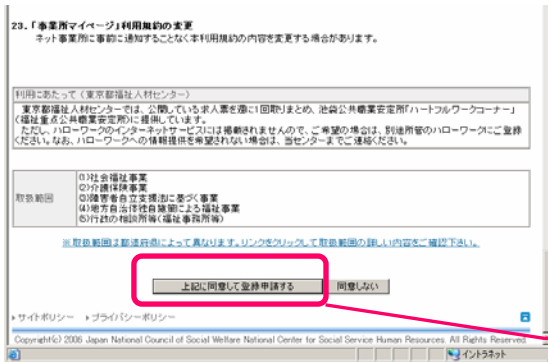 23.「事業所マイページ」利用規約の変更
ネット事業所に事前に通知することなく本利用規約の内容を変更する場合があります。
利用にあたって(東京都福祉人材センター)
東京都福祉人材センターでは、公開している求人票を週に1回取りまとめ、池袋公共職業安定所「ハートフルワークコーナー」
(福祉重点公共職業安定所)に提供しています。
ただし、ハローワークのインターネットサービスには掲載されませんので、ご希望の場合は、別途所管のハローワークにご登録
ください。なお、ハローワークへの情報提供を希望されない場合は、当センターまでご連絡ください。
取扱範囲
(1)社会福祉事業
(2)介護保険事業
(3)障害者自立支援法に基づく事業
(4)地方自治体独自施策による福祉事業
(5)行政の相談所等(福祉事務所等)
※取扱範囲は都道府県によって異なります。リンクをクリックして取扱範囲の詳しい内容をご確認下さい。
上記に同意して登録申請する 同意しない
サイトポリシー プライバシーポリシー
Copyright(c) 2006 Japan National Council of Social Welfare National Center for Social Service Human Resources. All Rights Reserved
イントラネット